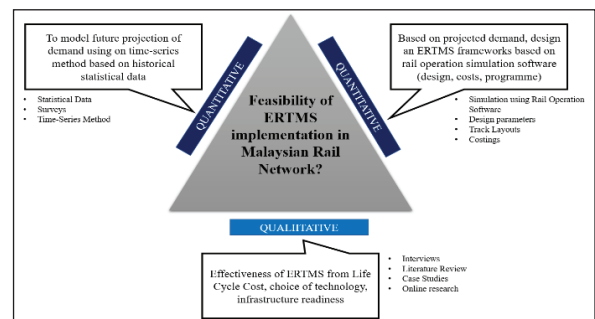 To model future projection of
demand using on time-series
method based on historical
statistical data
• Statistical Data
• Surveys
• Time-Series Method
QUANTITATIVE
Feasibility of
ERTMS
implementation in
Malaysian Rail
Network?
QUANTITATIVE
Based on projected demand, design
an ERTMS frameworks based on
rail operation simulation software
(design, costs, programme)
• Simulation using Rail Operation
Software
• Design parameters
• Track Layouts
• Costings
QUALIITATIVE
Effectiveness of ERTMS from Life
Cycle Cost, choice of technology,
infrastructure readiness
• Interviews
• Literature Review
• Case Studies
• Online research